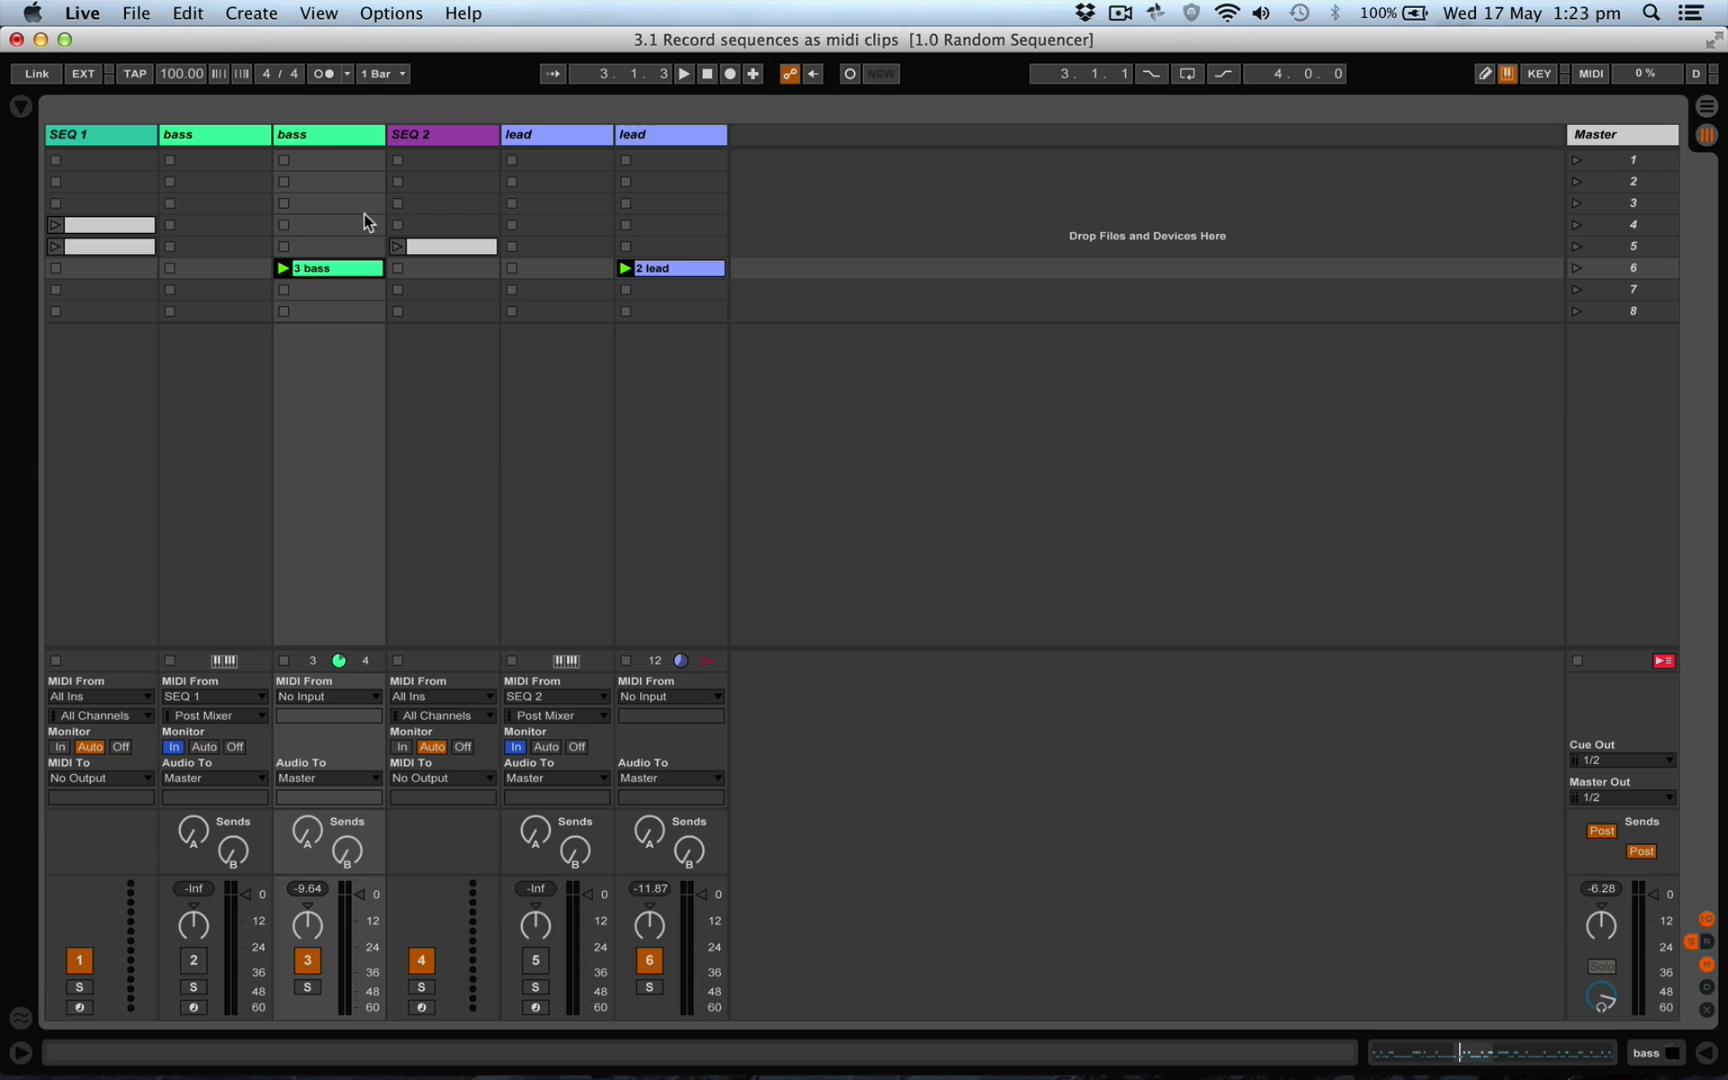 Live File Edit Create View Options Help 100% Wed 17 May 1:23 pm
3.1 Record sequences as midi clips [1.0 Random Sequencer]
Link EXT TAP 100.00 4 / 4 1 Bar 3. 1. 3 NEW 3. 1. 1 4. 0. 0 KEY MIDI 0 % D
SEQ 1 bass bass SEQ 2 lead lead Master
1
2
3
4
Drop Files and Devices Here
5
3 bass 2 lead 6
7
8
3 4 12
MIDI From MIDI From MIDI From MIDI From MIDI From MIDI From
All Ins SEQ 1 No Input All Ins SEQ 2 No Input
All Channels Post Mixer All Channels Post Mixer
Monitor Monitor Monitor Monitor
In Auto Off In Auto Off In Auto Off In Auto Off
Cue Out
1/2
MIDI To Audio To Audio To MIDI To Audio To Audio To
No Output Master Master No Output Master Master
Master Out
1/2
Sends Sends Sends Sends Sends
A A A A Post
B B B B Post
-Inf -9.64 -Inf -11.87 -6.28
0 0 0 0 0
12 12 12 12 12
24 24 24 24 24
1 2 3 4 5 6 Solo
36 36 36 36 36
S S S S S S
48 48 48 48 48
60 60 60 60 60
I-O
S R
M
D
X
bass